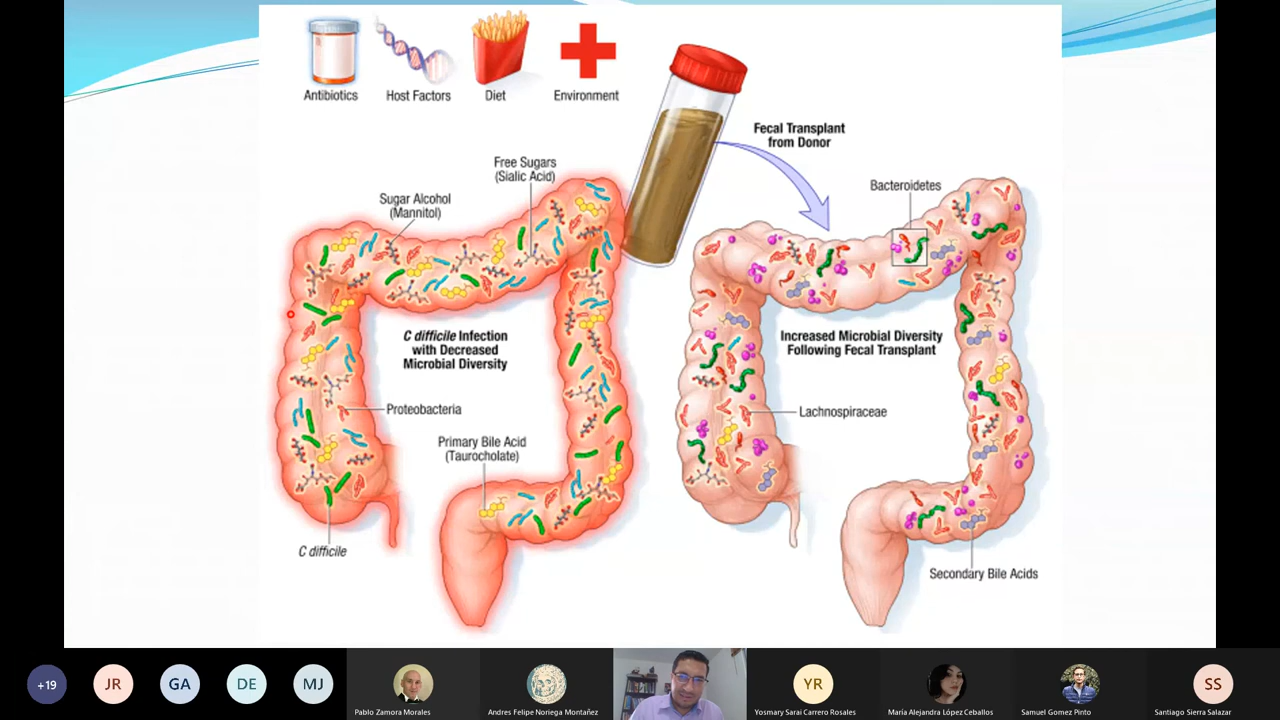 Antibiotics
Host Factors
Diet
Environment
Fecal Transplant
from Donor
Free Sugars
(Sialic Acid)
Sugar Alcohol
(Mannitol)
Bacteroidetes
C difficile Infection
with Decreased
Microbial Diversity
Increased Microbial Diversity
Following Fecal Transplant
Proteobacteria
Lachnospiraceae
Primary Bile Acid
(Taurocholate)
C difficile
Secondary Bile Acids
+19
JR
GA
DE
MJ
Pablo Zamora Morales
Andres Felipe Noriega Montañez
YR
Yosmary Sarai Carrero Rosales
María Alejandra López Ceballos
Samuel Gomez Pinto
SS
Santiago Sierra Salazar